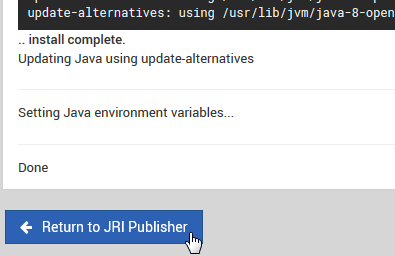 update-alternatives: using /usr/lib/jvm/java-8-open
.. install complete.
Updating Java using update-alternatives
Setting Java environment variables...
Done
Return to JRI Publisher